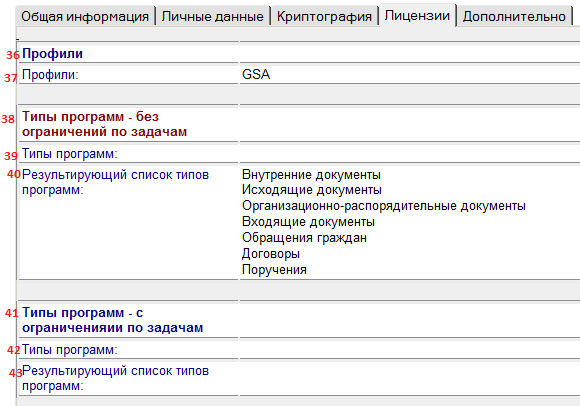 Общая информация Личные данные Криптография Лицензии Дополнительно
36 Профили
37 Профили: GSA
38 Типы программ - без
ограничений по задачам
39 Типы программ:
40 Результирующий список типов
программ:
Внутренние документы
Исходящие документы
Организационно-распорядительные документы
Входящие документы
Обращения граждан
Договоры
Поручения
41 Типы программ - с
ограниченияии по задачам
42 Типы программ:
43 Результирующий список типов
программ: